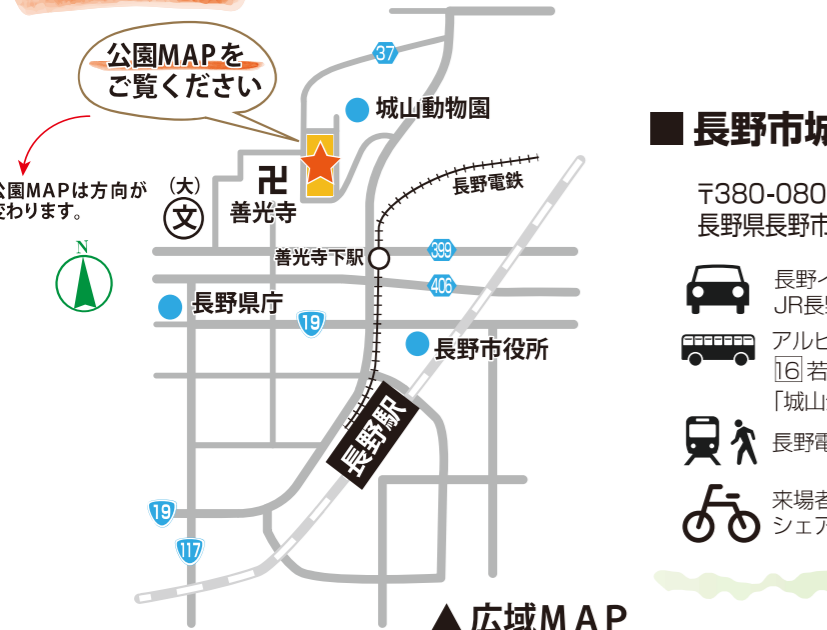 公園MAPを
ご覧ください
37
城山動物園
公園MAPは方向が
変わります。
(大)
文
卍
善光寺
長野電鉄
N
善光寺下駅
399
406
長野県庁
19
長野市役所
長野駅
19
117
▲広域MAP
■ 長野市城
〒380-080
長野県長野市
長野イ
JR長野
アルピ
16 若
「城山
長野電
来場者
シェア